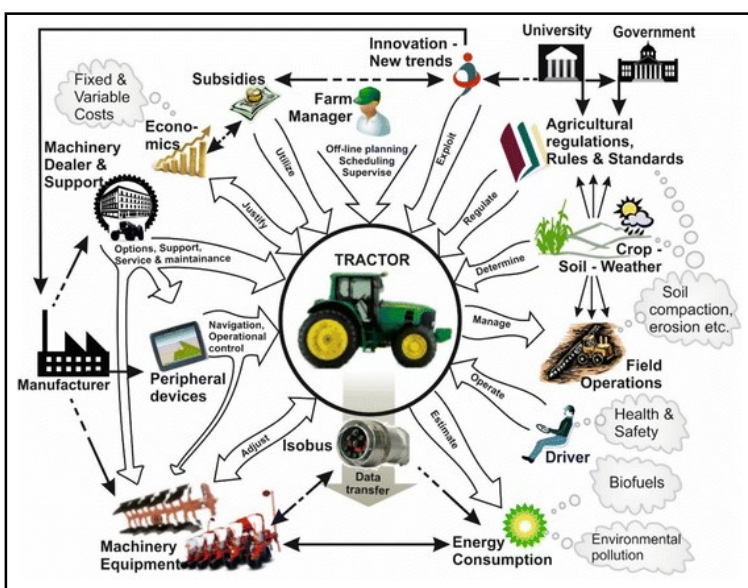 University
Government
Innovation -
New trends
Subsidies
Fixed &
Variable
Costs
Farm
Manager
Econo-
mics
Agricultural
regulations,
Rules & Standards
Machinery
Dealer &
Support
Off-line planning
Scheduling
Supervise
Utilize
Exploit
Justify
Regulate
Options, Support,
Service & maintainance
TRACTOR
Determine
Crop -
Soil - Weather
Soil
compaction,
erosion etc.
Navigation,
Operational
control
Manage
Manufacturer
Peripheral
devices
Field
Operations
Operate
Health &
Safety
Driver
Adjust
Isobus
Estimate
Data
transfer
Biofuels
Machinery
Equipment
Energy
Consumption
Environmental
pollution